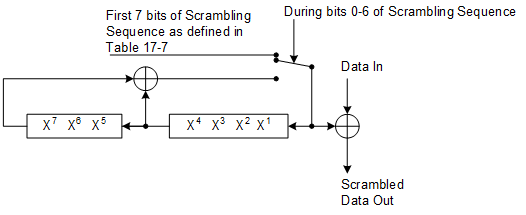 First 7 bits of Scrambling
Sequence as defined in
Table 17-7
During bits 0-6 of Scrambling Sequence
Data In
X⁷ X⁶ X⁵
X⁴ X³ X² X¹
Scrambled
Data Out